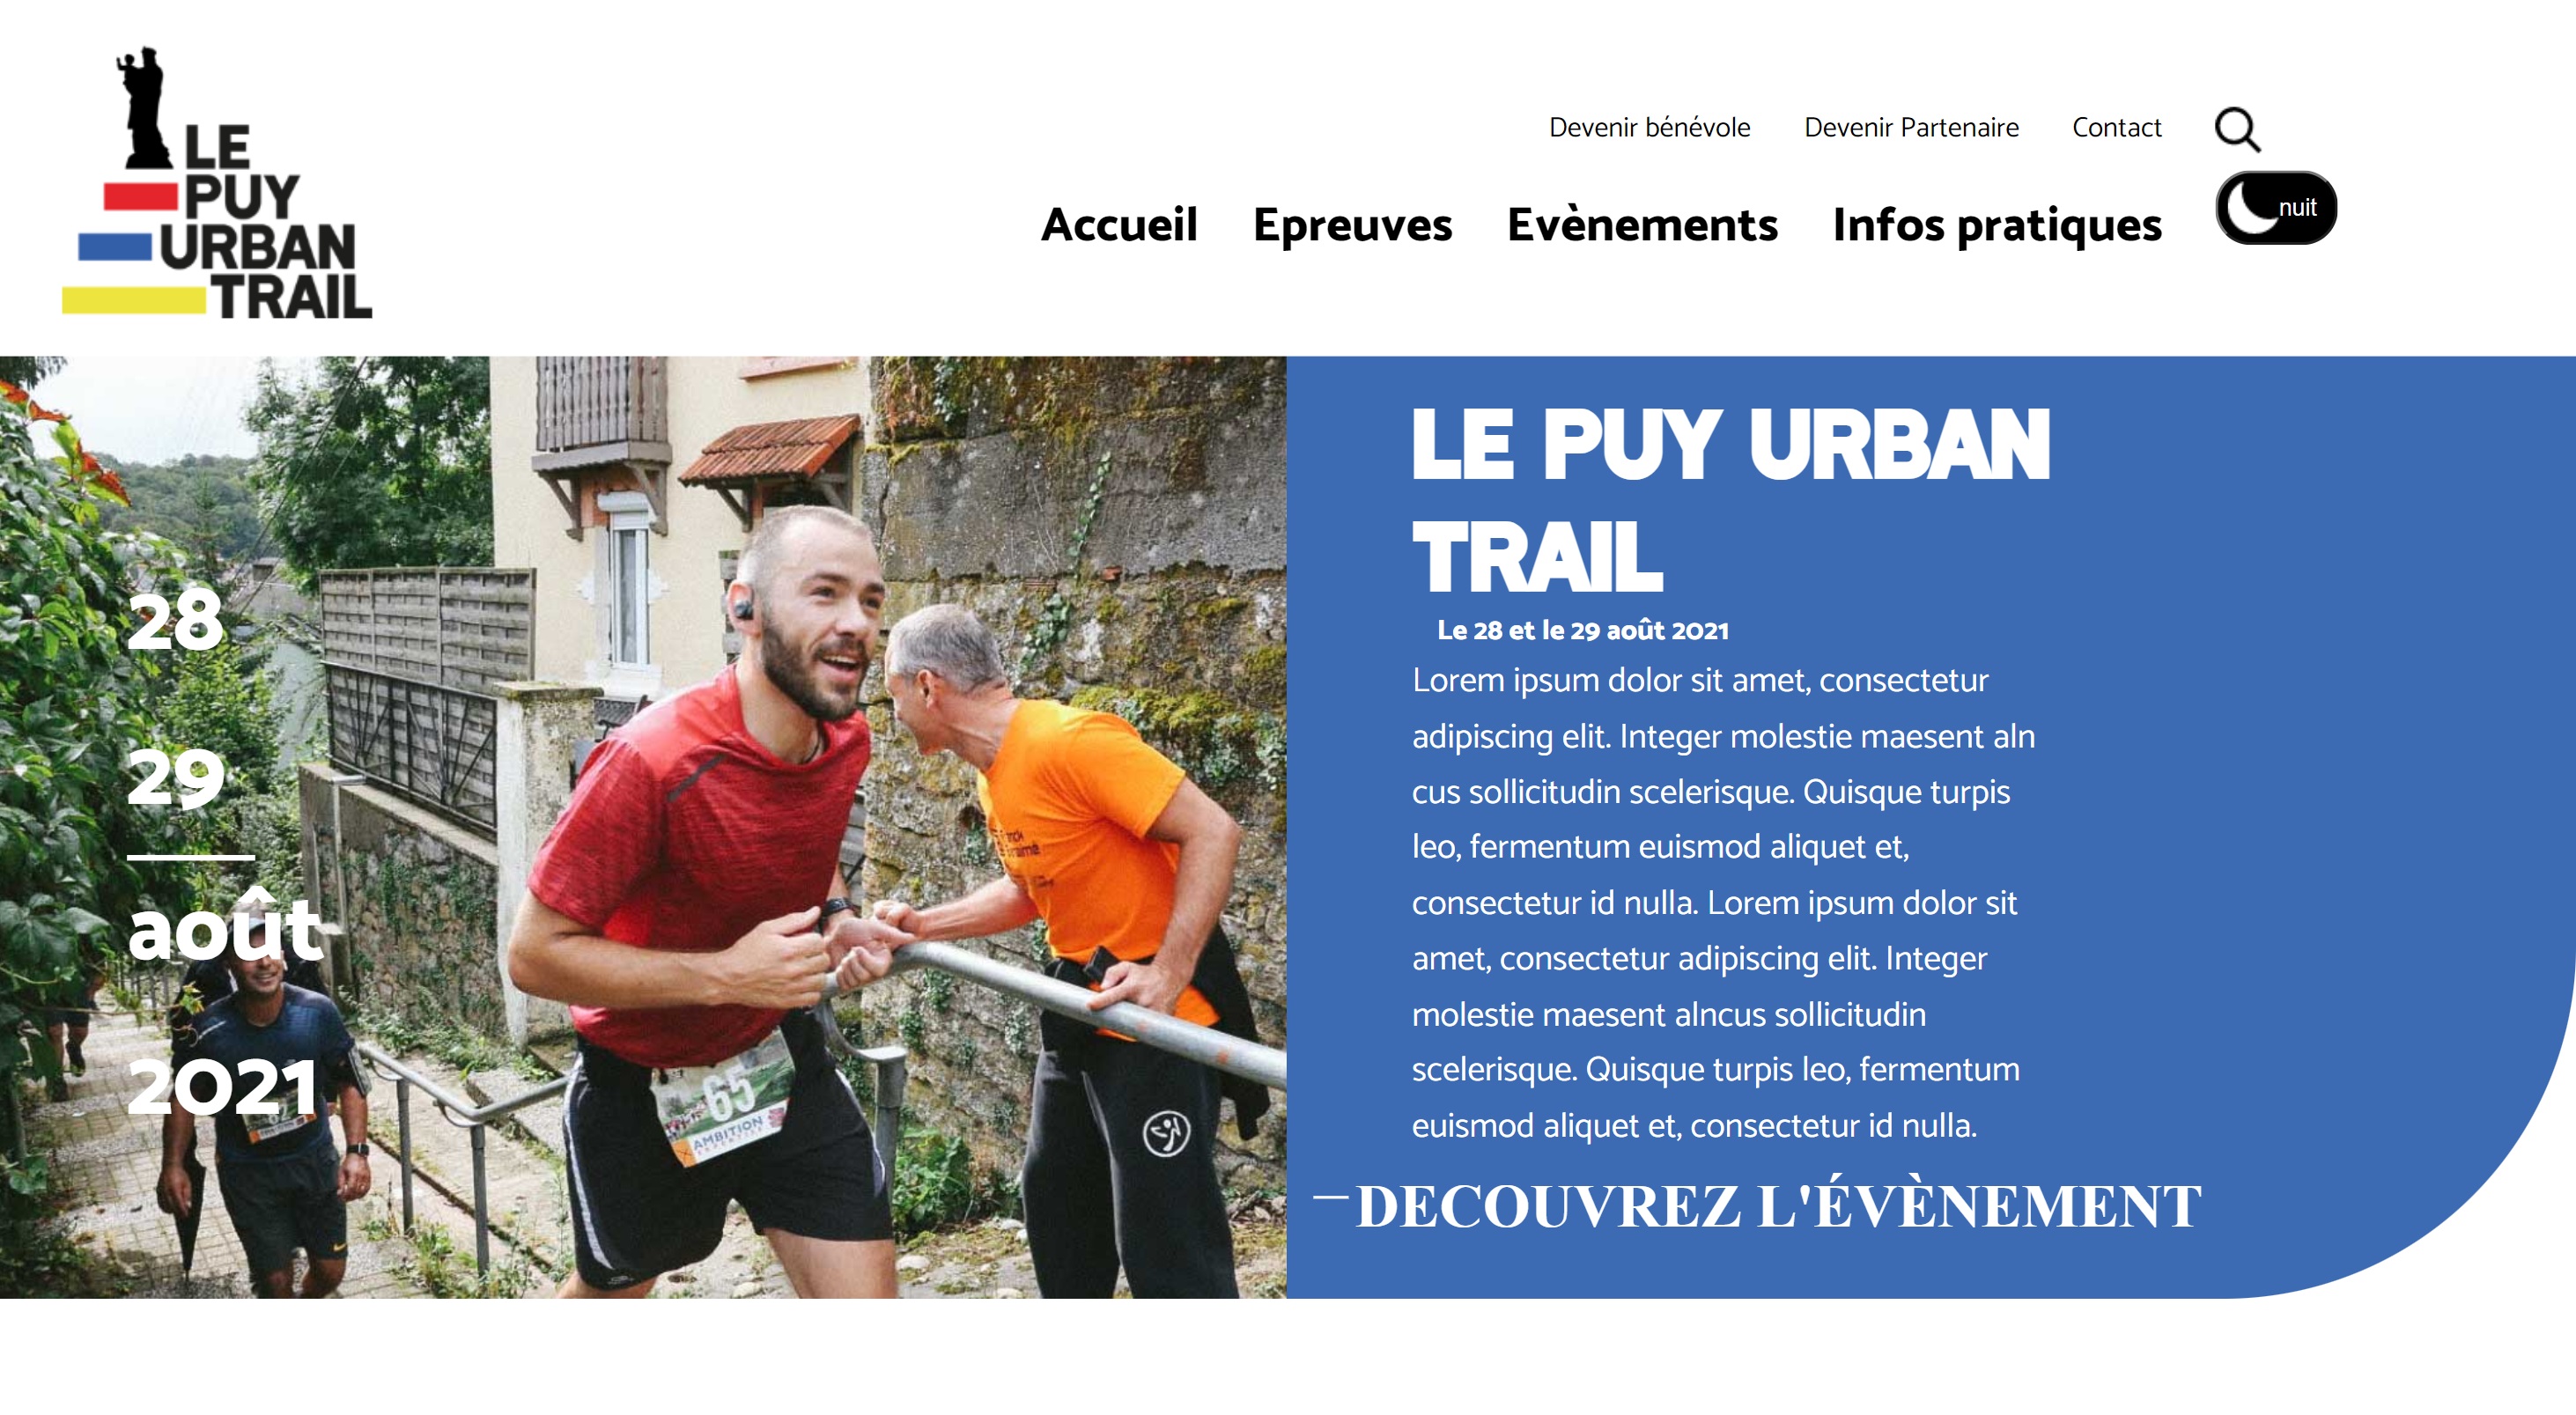 LE
PUY
URBAN
TRAIL
Devenir bénévole Devenir Partenaire Contact
nuit
Accueil Epreuves Evènements Infos pratiques
28
29
août
2021
65
AMBITION
LE PUY URBAN
TRAIL
Le 28 et le 29 août 2021
Lorem ipsum dolor sit amet, consectetur
adipiscing elit. Integer molestie maesent aln
cus sollicitudin scelerisque. Quisque turpis
leo, fermentum euismod aliquet et,
consectetur id nulla. Lorem ipsum dolor sit
amet, consectetur adipiscing elit. Integer
molestie maesent alncus sollicitudin
scelerisque. Quisque turpis leo, fermentum
euismod aliquet et, consectetur id nulla.
DECOUVREZ L'ÉVÈNEMENT